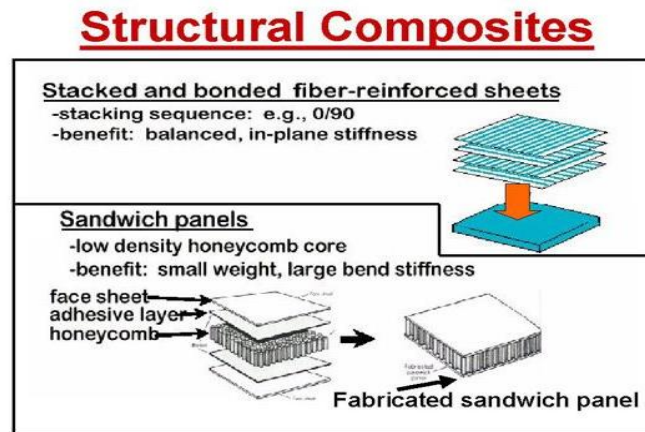 Structural Composites
Stacked and bonded fiber-reinforced sheets
-stacking sequence: e.g., 0/90
-benefit: balanced, in-plane stiffness
Sandwich panels
-low density honeycomb core
-benefit: small weight, large bend stiffness
face sheet
adhesive layer
honeycomb
Fabricated sandwich panel